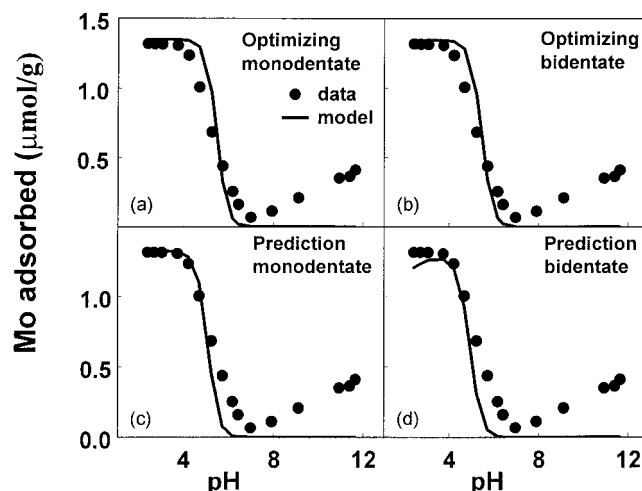 Mo adsorbed (μmol/g)
1.5
1.0
0.5
Optimizing
monodentate
data
model
(a)
Optimizing
bidentate
(b)
1.0
0.5
0.0
Prediction
monodentate
(c)
Prediction
bidentate
(d)
4
8
12
pH
4
8
12
pH